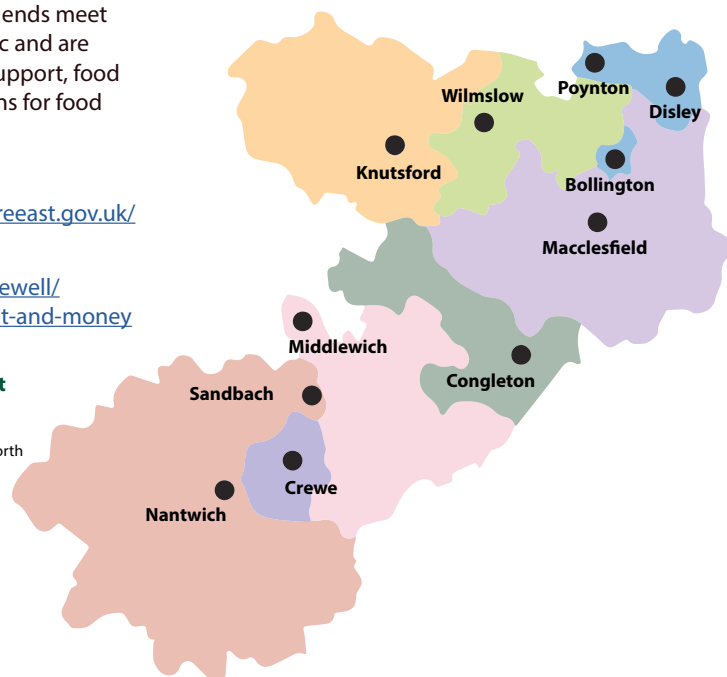 ends meet
c and are
upport, food
ns for food
reeast.gov.uk/
ewell/
t-and-money
t
orth
Poynton
Wilmslow
Disley
Knutsford
Bollington
Macclesfield
Middlewich
Congleton
Sandbach
Crewe
Nantwich